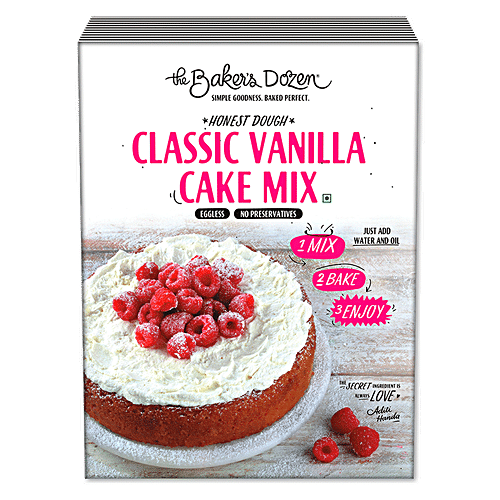 the Baker's Dozen®
SIMPLE GOODNESS. BAKED PERFECT.
HONEST DOUGH
CLASSIC VANILLA
CAKE MIX
EGGLESS NO PRESERVATIVES
1 MIX
JUST ADD
WATER AND OIL
2 BAKE
3 ENJOY
THE SECRET INGREDIENT IS
ALWAYS LOVE
Aditi
Handa